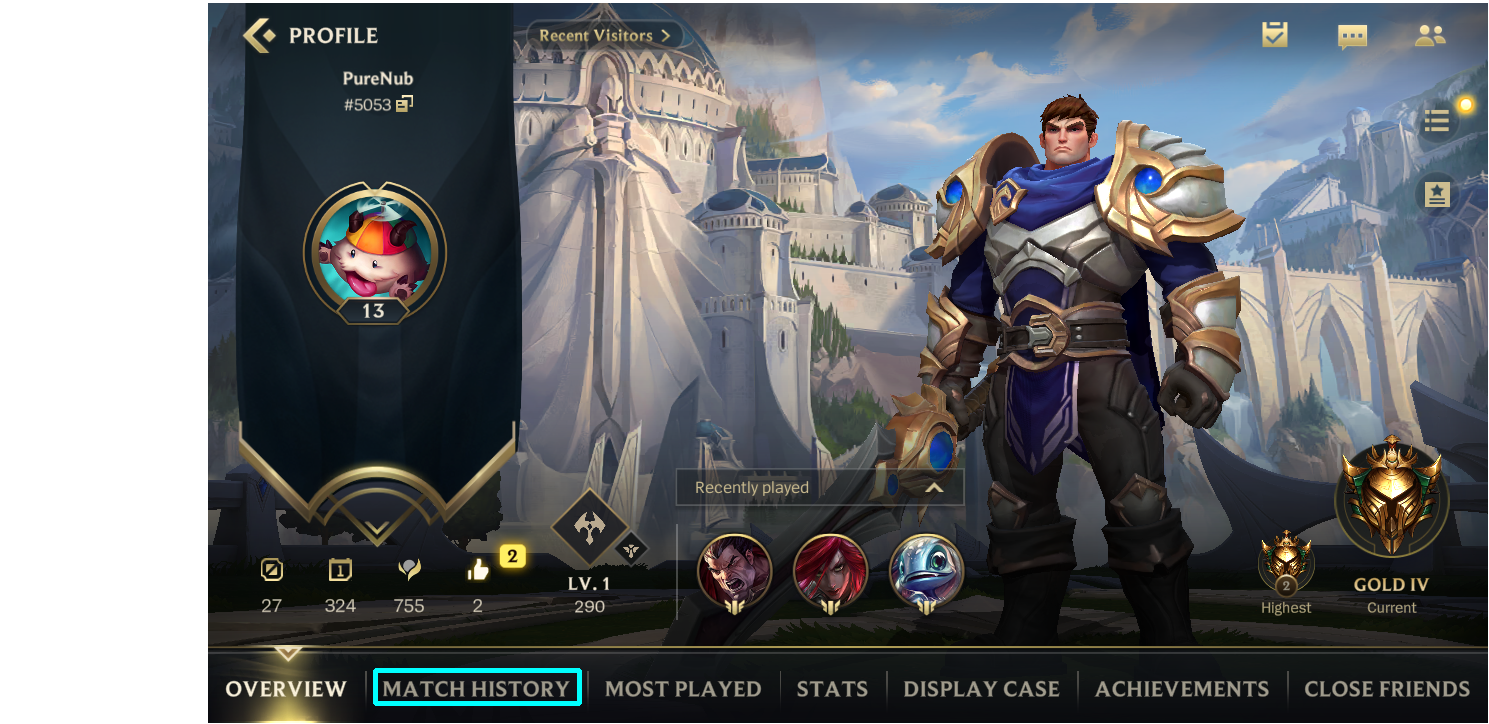 PROFILE
Recent Visitors >
PureNub
#5053
13
Recently played
2
1
27
324
755
2
LV. 1
290
2
Highest
GOLD IV
Current
OVERVIEW
MATCH HISTORY
MOST PLAYED
STATS
DISPLAY CASE
ACHIEVEMENTS
CLOSE FRIENDS